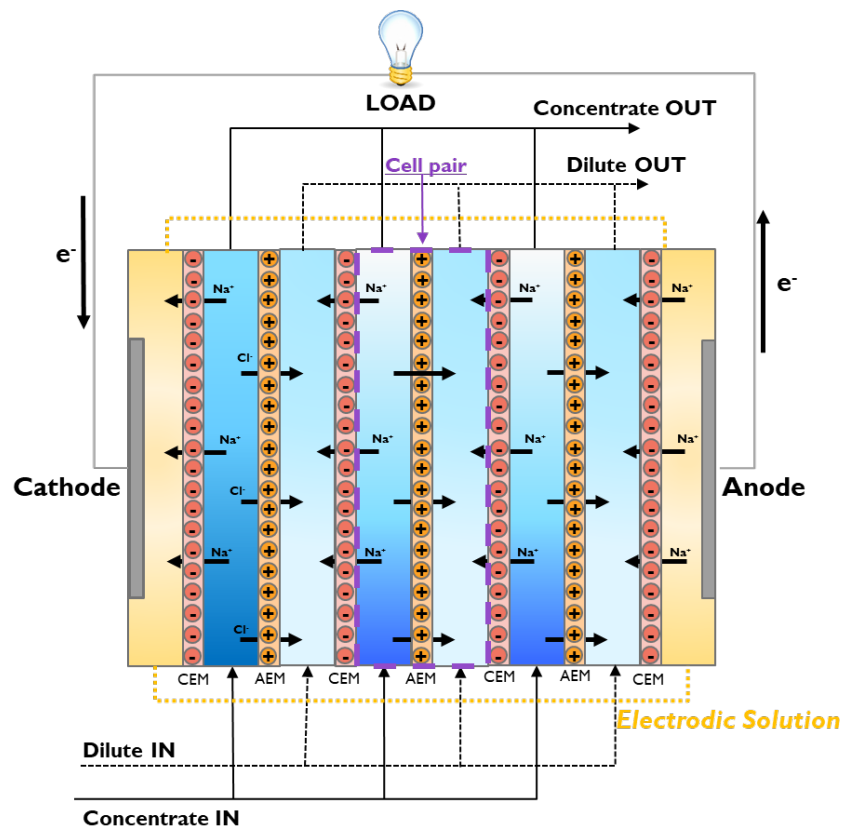 LOAD
Concentrate OUT
Cell pair
Dilute OUT
e⁻
e⁻
Na⁺ Na⁺ Na⁺ Na⁺
Cl⁻
Na⁺ Na⁺ Na⁺ Na⁺
Cathode
Anode
Cl⁻
Na⁺ Na⁺ Na⁺ Na⁺
Cl⁻
CEM AEM CEM AEM CEM AEM CEM
Electrodic Solution
Dilute IN
Concentrate IN